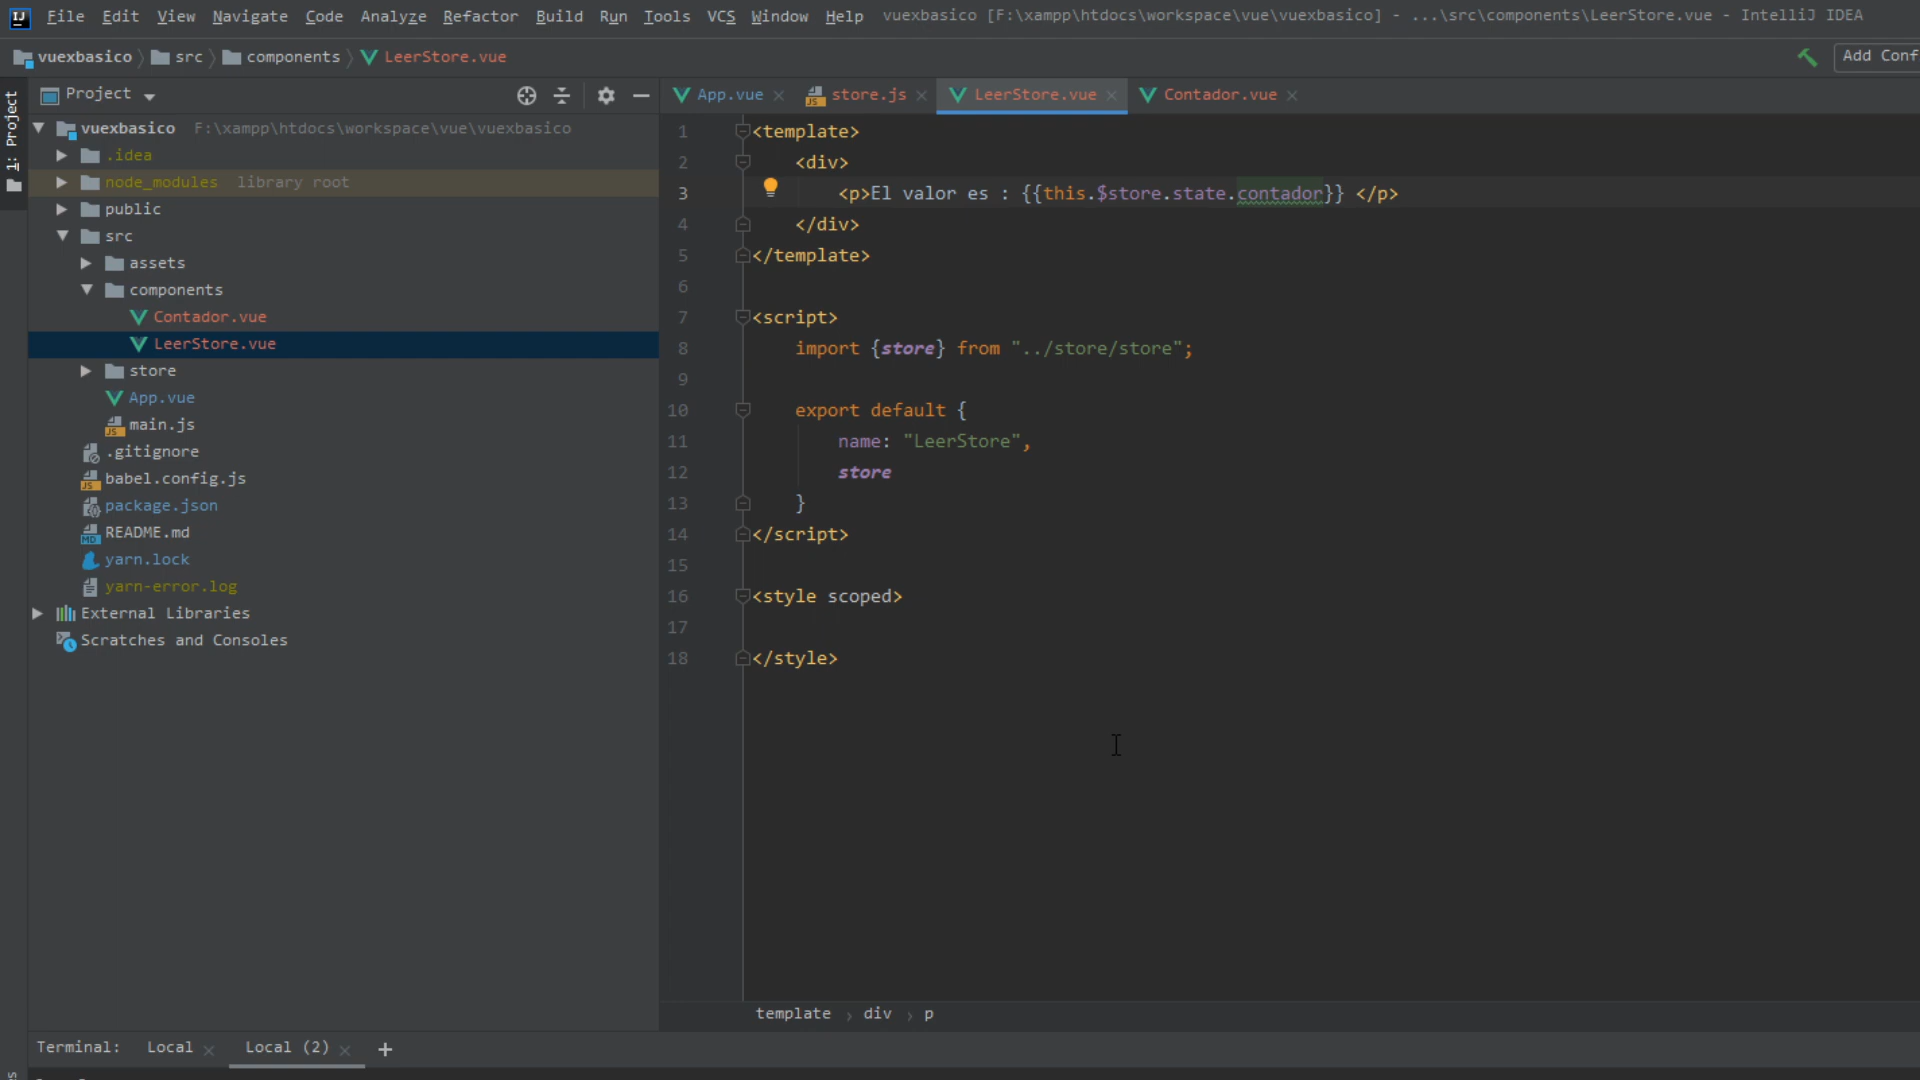 File Edit View Navigate Code Analyze Refactor Build Run Tools VCS Window Help vuexbasico [F:\xampp\htdocs\workspace\vue\vuexbasico] - ...\src\components\LeerStore.vue - IntelliJ IDEA
vuexbasico src components LeerStore.vue Add Conf
1: Project
Project
vuexbasico F:\xampp\htdocs\workspace\vue\vuexbasico
.idea
node_modules library root
public
src
assets
components
Contador.vue
LeerStore.vue
store
App.vue
main.js
.gitignore
babel.config.js
package.json
README.md
yarn.lock
yarn-error.log
External Libraries
Scratches and Consoles
App.vue store.js LeerStore.vue Contador.vue
1 <template>
2 <div>
3 <p>El valor es : {{this.$store.state.contador}} </p>
4 </div>
5 </template>
6
7 <script>
8 import {store} from "../store/store";
9
10 export default {
11 name: "LeerStore",
12 store
13 }
14 </script>
15
16 <style scoped>
17
18 </style>
template › div › p
Terminal: Local Local (2) +